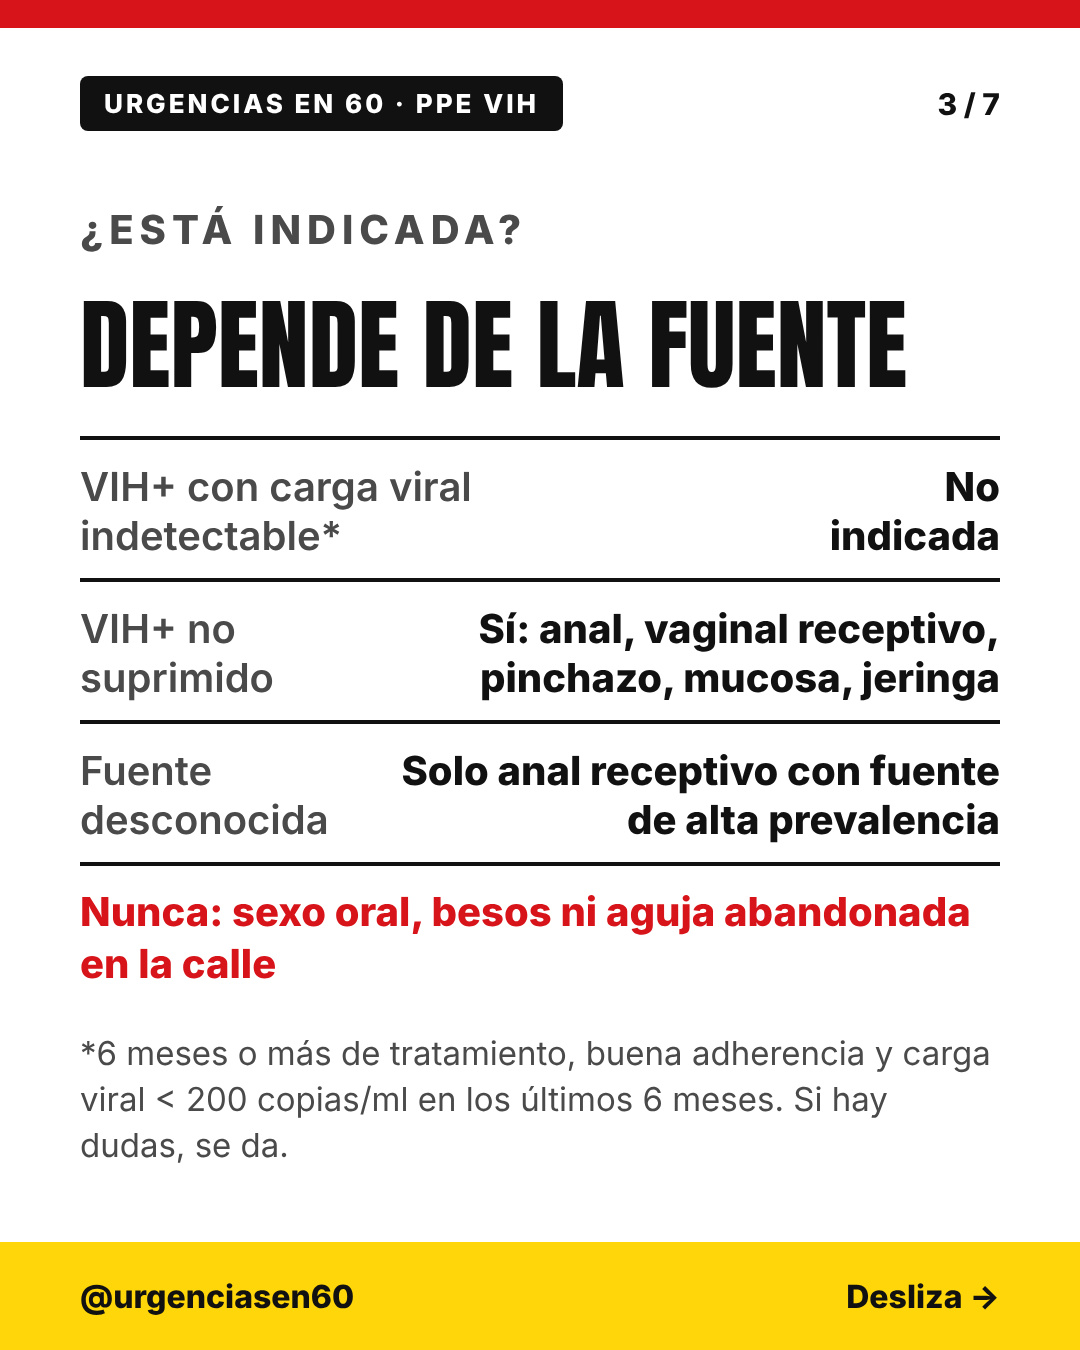 URGENCIAS EN 60 · PPE VIH
3 / 7
¿ESTÁ INDICADA?
DEPENDE DE LA FUENTE
VIH+ con carga viral
indetectable*
No
indicada
VIH+ no
suprimido
Sí: anal, vaginal receptivo,
pinchazo, mucosa, jeringa
Fuente
desconocida
Solo anal receptivo con fuente
de alta prevalencia
Nunca: sexo oral, besos ni aguja abandonada
en la calle
*6 meses o más de tratamiento, buena adherencia y carga
viral < 200 copias/ml en los últimos 6 meses. Si hay
dudas, se da.
@urgenciasen60
Desliza →